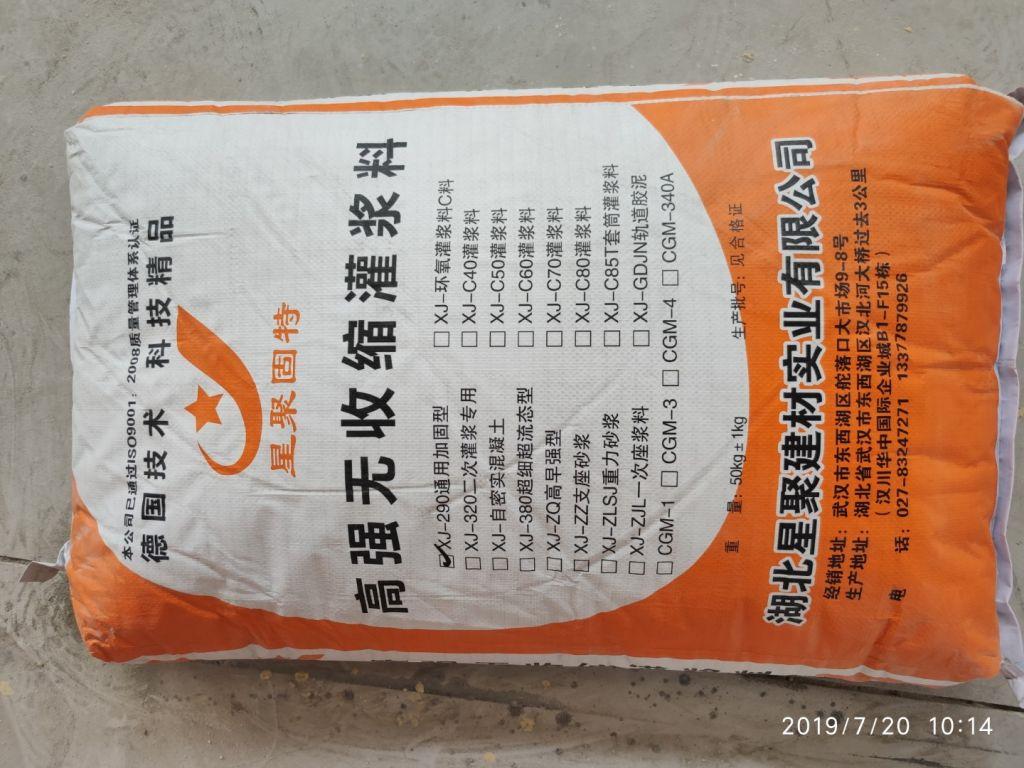 本公司已通过ISO9001：2008质量管理体系认证
德国技术 科技精品
星聚固特
高强无收缩灌浆料
☑XJ-290通用加固型 □XJ-环氧灌浆料C料
□XJ-320二次灌浆专用 □XJ-C40灌浆料
□XJ-自密实混凝土 □XJ-C50灌浆料
□XJ-380超细超流态型 □XJ-C60灌浆料
□XJ-ZQ高早强型 □XJ-C70灌浆料
□XJ-ZZ支座砂浆 □XJ-C80灌浆料
□XJ-ZLSJ重力砂浆 □XJ-C85T套筒灌浆料
□XJ-ZJL一次座浆料 □XJ-GDJN轨道胶泥
□CGM-1 □CGM-3 □CGM-4 □CGM-340A
重 量：50kg±1kg 生产批号：见合格证
湖北星聚建材实业有限公司
经销地址：武汉市东西湖区舵落口大市场9-8号
生产地址：湖北省武汉市东西湖区汉北河大桥过去3公里
（汉川华中国际企业城B1-F15栋）
电 话：027-83247271 13377879926
2019/7/20 10:14